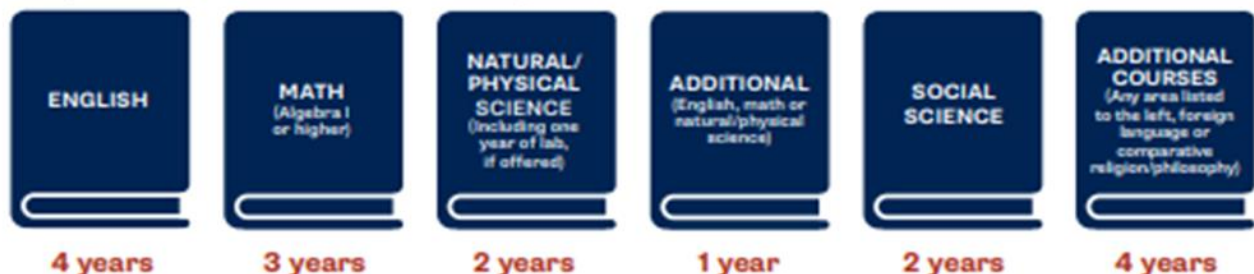 ENGLISH
4 years
MATH
(Algebra I
or higher)
3 years
NATURAL/
PHYSICAL
SCIENCE
(Including one
year of lab,
if offered)
2 years
ADDITIONAL
(English, math or
natural/physical
science)
1 year
SOCIAL
SCIENCE
2 years
ADDITIONAL
COURSES
(Any area listed
to the left, foreign
language or
comparative
religion/philosophy)
4 years